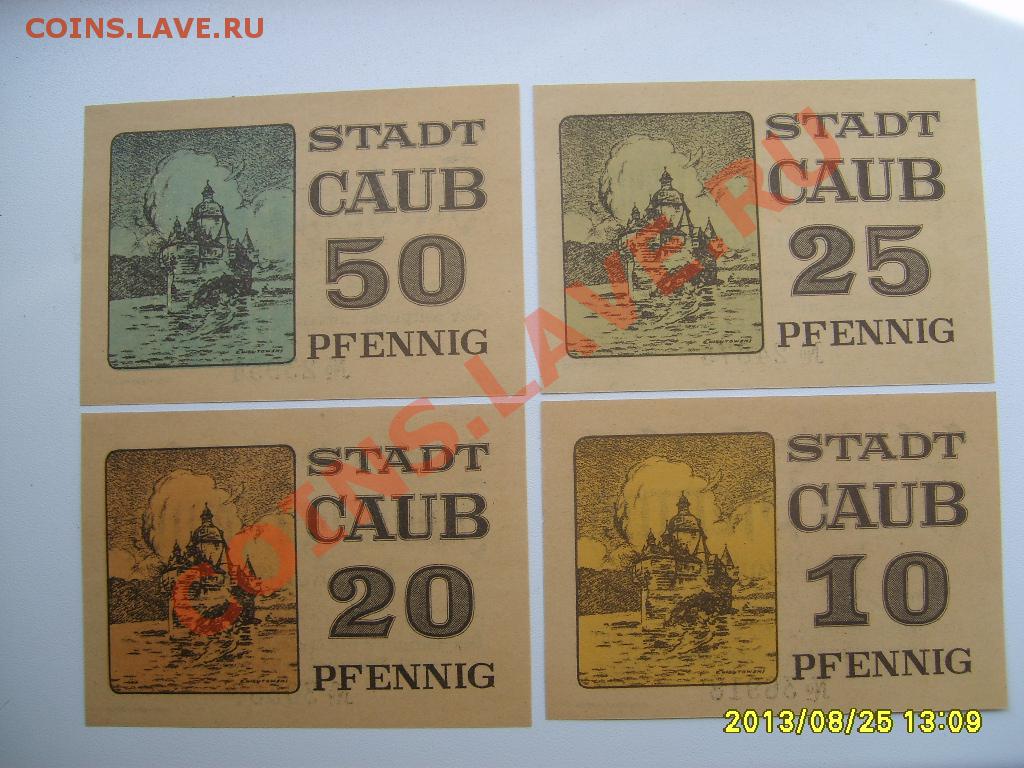 COINS.LAVE.RU
STADT
CAUB
50
PFENNIG
STADT
CAUB
25
PFENNIG
STADT
CAUB
20
PFENNIG
STADT
CAUB
10
PFENNIG
COINS.LAVE.RU
2013/08/25 13:09